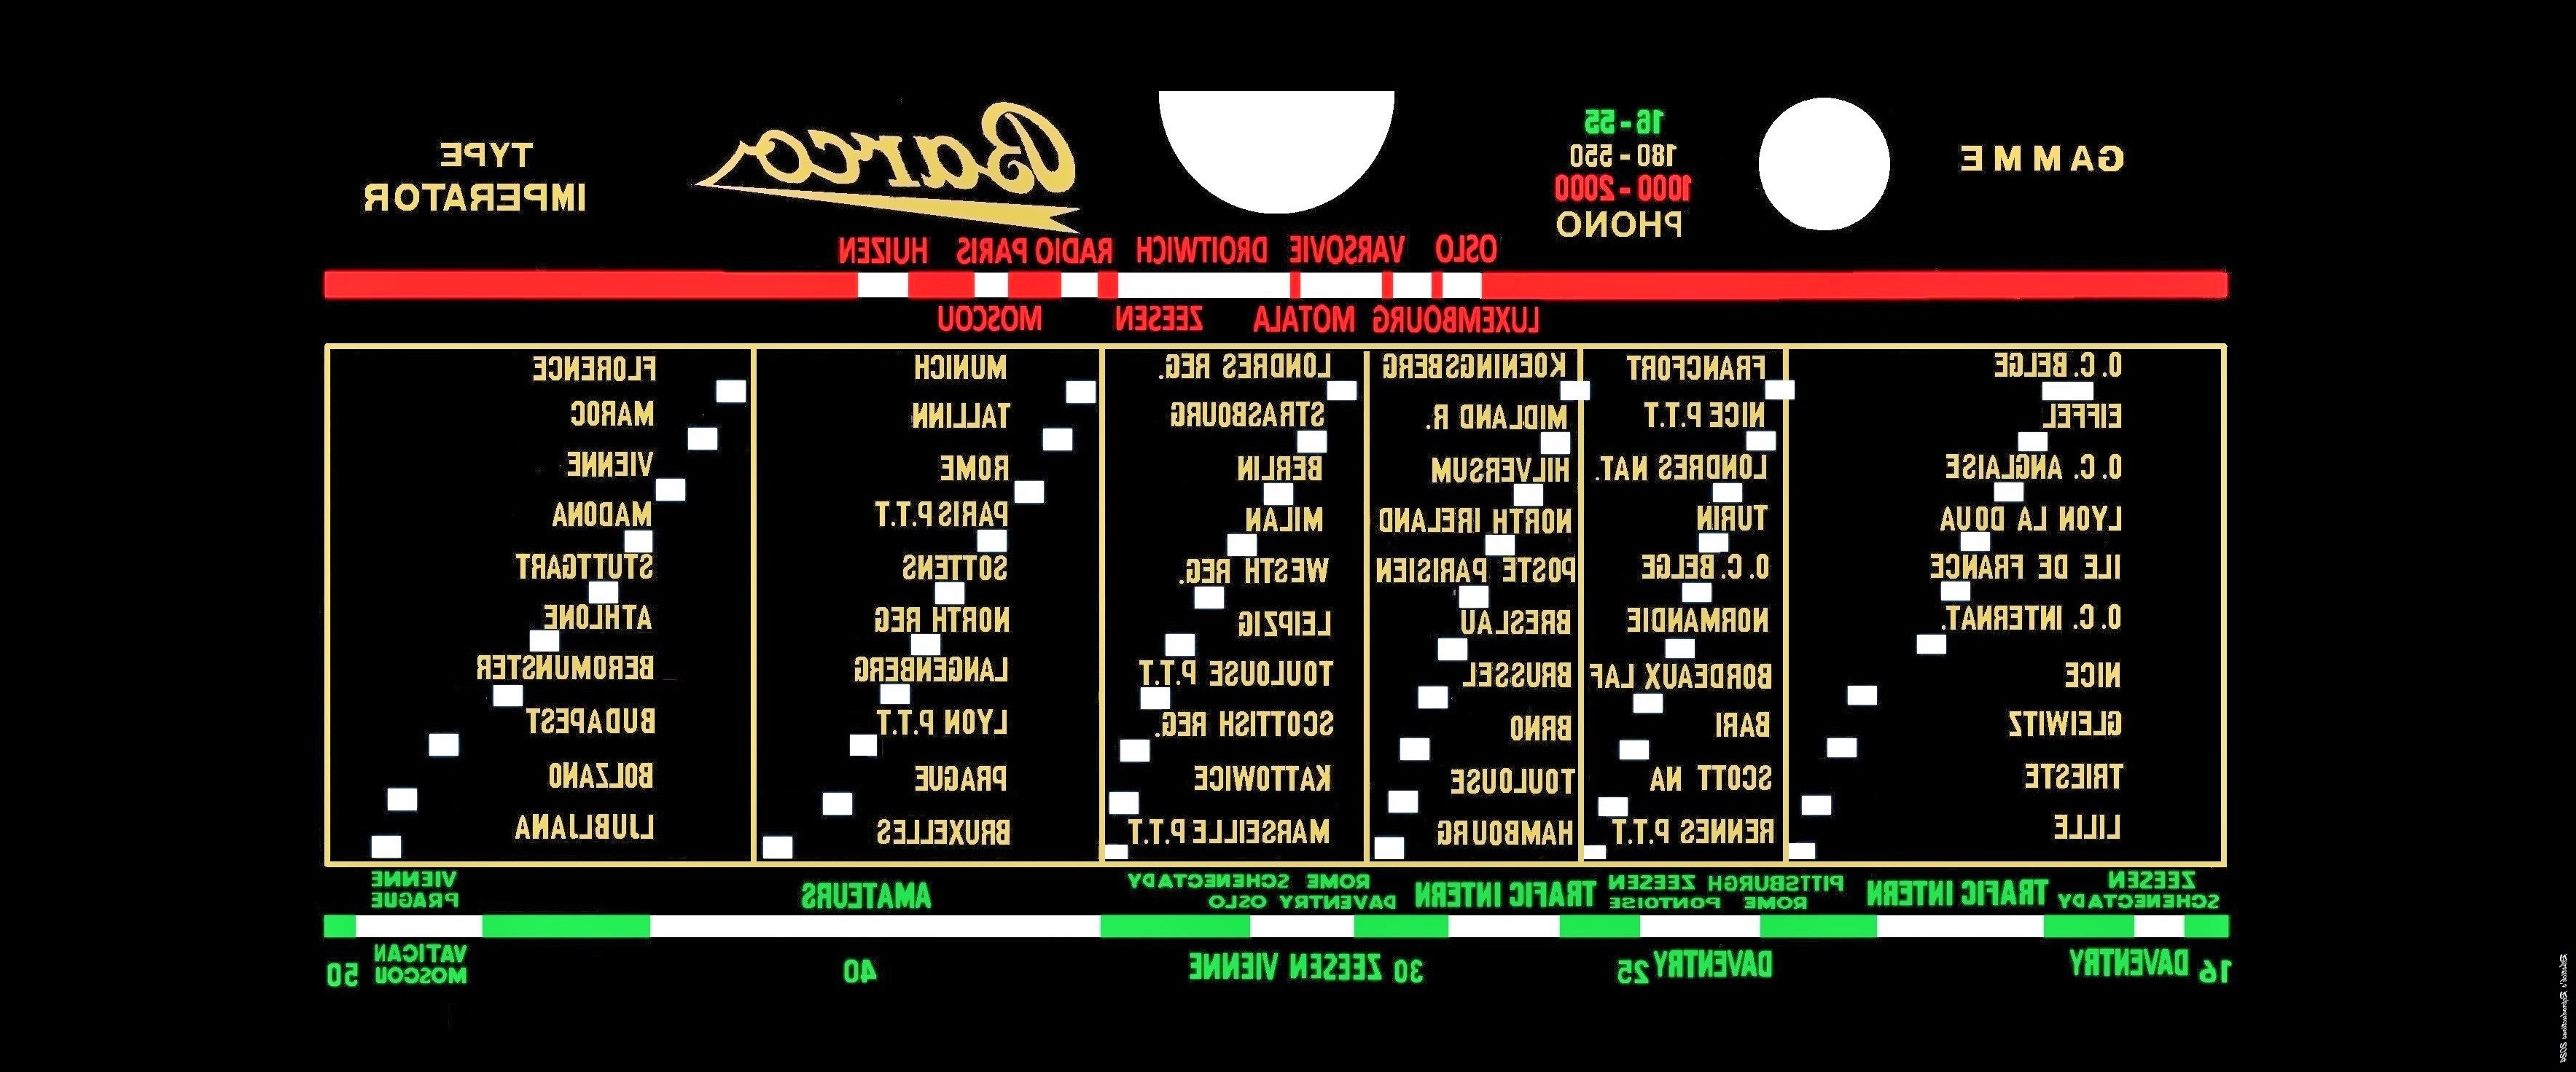 GAMME
16 - 55
180 - 550
1000 - 2000
PHONO
Barco
TYPE
IMPERATOR
OSLO VARSOVIE DROITWICH RADIO PARIS HUIZEN
LUXEMBOURG MOTALA ZEESEN MOSCOU
O.C. BELGE
EIFFEL
O.C. ANGLAISE
LYON LA DOUA
ILE DE FRANCE
O.C. INTERNAT.
NICE
GLEIWITZ
TRIESTE
LILLE
FRANCFORT
NICE P.T.T.
LONDRES NAT.
TURIN
O.C. BELGE
NORMANDIE
BORDEAUX LAF
BARI
SCOTT NA
RENNES P.T.T.
KOENINGSBERG
MIDLAND R.
HILVERSUM
NORTH IRELAND
POSTE PARISIEN
BRESLAU
BRUSSEL
BRNO
TOULOUSE
HAMBOURG
LONDRES REG.
STRASBOURG
BERLIN
MILAN
WESTH REG.
LEIPZIG
TOULOUSE P.T.T
SCOTTISH REG.
KATTOWICE
MARSEILLE P.T.T.
MUNICH
TALLINN
ROME
PARIS P.T.T.
SOTTENS
NORTH REG
LANGENBERG
LYON P.T.T.
PRAGUE
BRUXELLES
FLORENCE
MAROC
VIENNE
MADONA
STUTTGART
ATHLONE
BEROMUNSTER
BUDAPEST
BOLZANO
LJUBLJANA
ZEESEN
SCHENECTADY
TRAFIC INTERN
PITTSBURGH ZEESEN
ROME PONTOISE
TRAFIC INTERN
ROME SCHENECTADY
DAVENTRY OSLO
AMATEURS
VIENNE
PRAGUE
16 DAVENTRY DAVENTRY 25 30 ZEESEN VIENNE 40
VATICAN
MOSCOU 50